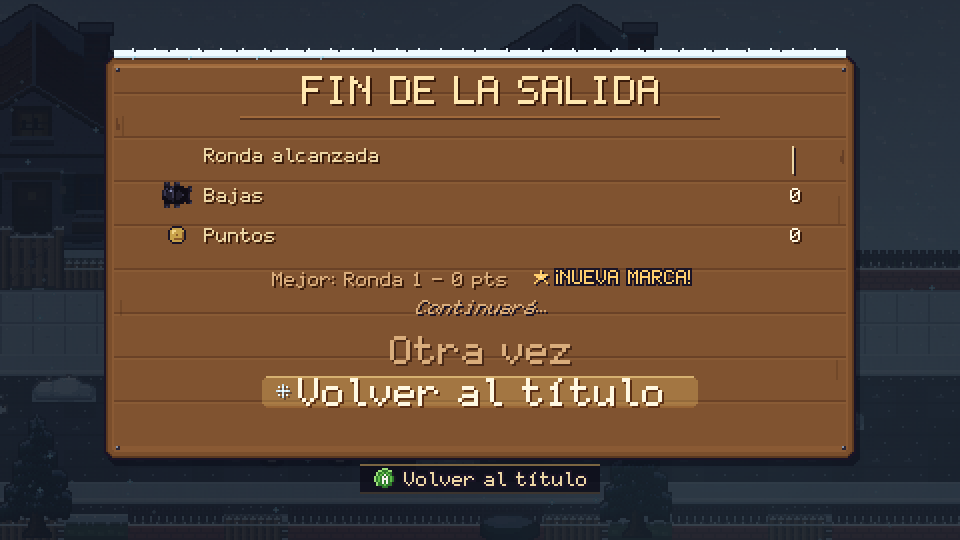 FIN DE LA SALIDA
Ronda alcanzada |
Bajas 0
Puntos 0
Mejor: Ronda 1 - 0 pts ¡NUEVA MARCA!
Continuará…
Otra vez
Volver al título
A Volver al título